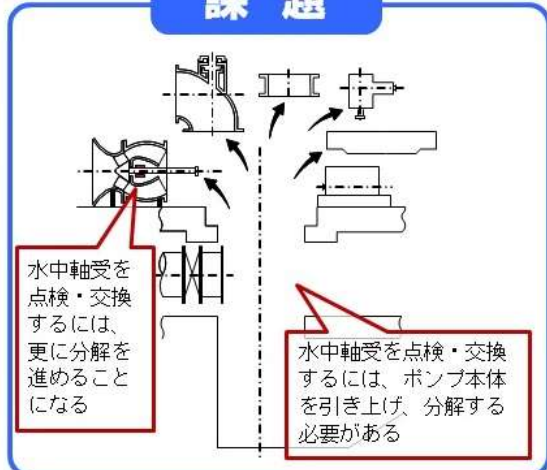 課題
水中軸受を
点検・交換
するには、
更に分解を
進めること
になる
水中軸受を点検・交換
するには、ポンプ本体
を引き上げ、分解する
必要がある